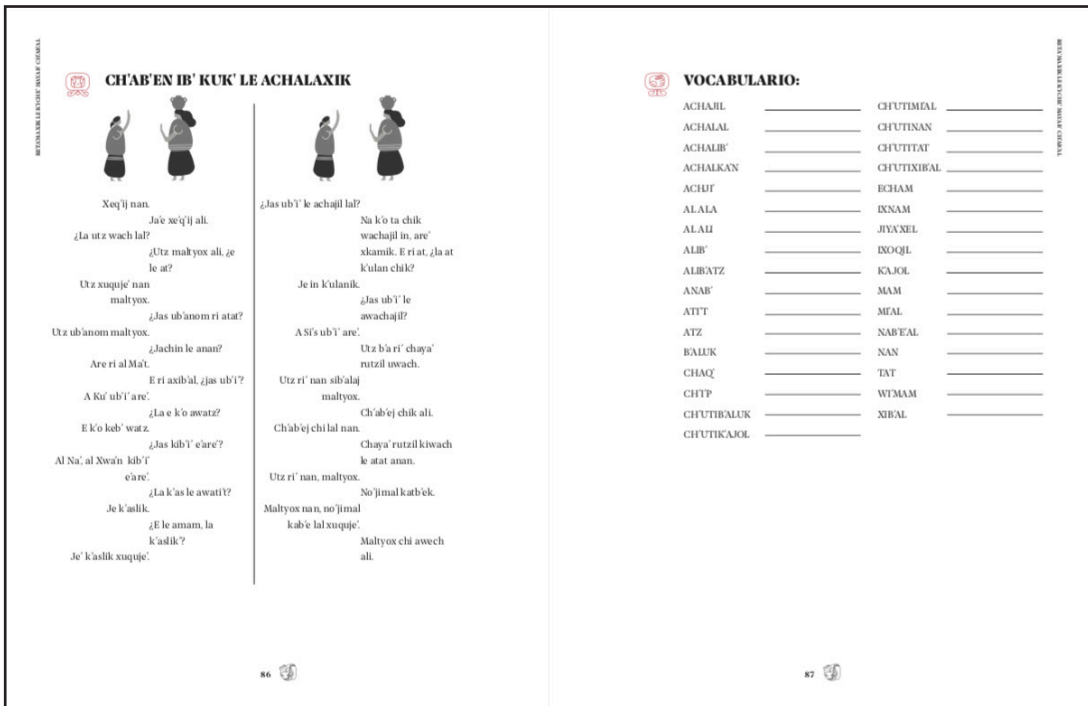 RETA'MAXIK LE K'ICHE' MAYAB' CH'AB'AL
CH'AB'EN IB' KUK' LE ACHALAXIK
Xeq'ij nan.
Ja'e xe'q'ij ali.
¿La utz wach lal?
¿Utz maltyox ali, ¿e
le at?
Utz xuquje' nan
maltyox.
¿Jas ub'anom ri atat?
Utz ub'anom maltyox.
¿Jachin le anan?
Are ri al Ma't.
E ri axib'al, ¿jas ub'i'?
A Ku' ub'i' are'.
¿La e k'o awatz?
E k'o keb' watz.
¿Jas kib'i' e'are'?
Al Na', al Xwa'n kib'i'
e'are'.
¿La k'as le awati't?
Je k'aslik.
¿E le amam, la
k'aslik'?
Je' k'aslik xuquje'.
¿Jas ub'i' le achajil lal?
Na k'o ta chik
wachajil in, are'
xkamik. E ri at, ¿la at
k'ulan chik?
Je in k'ulanik.
¿Jas ub'i' le
awachajil?
A Si's ub'i' are'.
Utz b'a ri' chaya'
rutzil uwach.
Utz ri' nan sib'alaj
maltyox.
Ch'ab'ej chik ali.
Ch'ab'ej chi lal nan.
Chaya' rutzil kiwach
le atat anan.
Utz ri' nan, maltyox.
No'jimal katb'ek.
Maltyox nan, no'jimal
kab'e lal xuquje'.
Maltyox chi awech
ali.
86
VOCABULARIO:
ACHAJIL
ACHALAL
ACHALIB'
ACHALKA'N
ACHJI'
AL ALA
AL ALI
ALIB'
ALIB'ATZ
ANAB'
ATI'T
ATZ
B'ALUK
CHAQ'
CH'I'P
CH'UTIB'ALUK
CH'UTIK'AJOL
CH'UTIMI'AL
CH'UTINAN
CH'UTITAT
CH'UTIXIB'AL
ECHAM
IXNAM
JIYA'XEL
IXOQIL
K'AJOL
MAM
MI'AL
NAB'E'AL
NAN
TAT
WI'MAM
XIB'AL
87